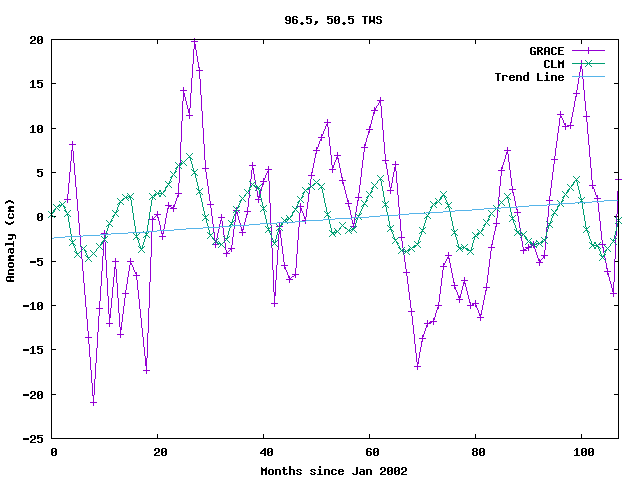 96.5, 50.5 TWS
GRACE
CLM
Trend Line
20
15
10
5
0
-5
-10
-15
-20
-25
Anomaly (cm)
0 20 40 60 80 100
Months since Jan 2002